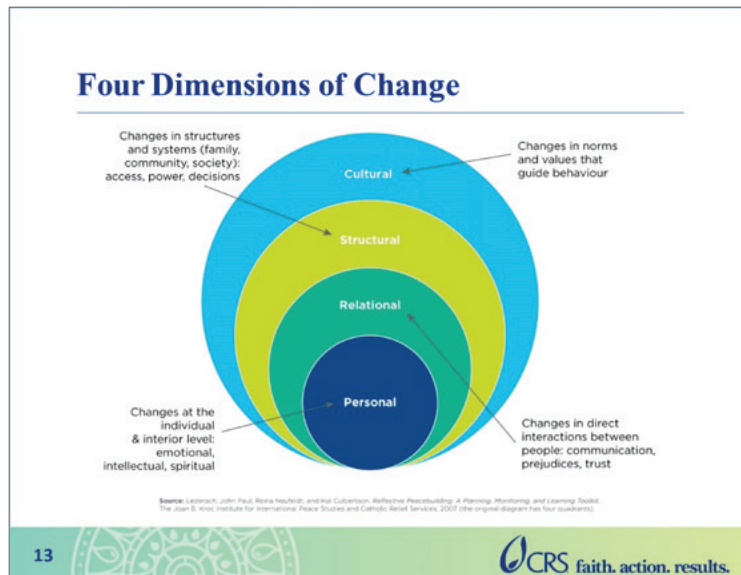 Four Dimensions of Change
Changes in structures
and systems (family,
community, society):
access, power, decisions
Changes in norms
and values that
guide behaviour
Cultural
Structural
Relational
Personal
Changes at the
individual
& interior level:
emotional,
intellectual, spiritual
Changes in direct
interactions between
people: communication,
prejudices, trust
Source: Lederach, John Paul, Reina Neufeldt, and Hal Culbertson. Reflective Peacebuilding: A Planning, Monitoring, and Learning Toolkit.
The Joan B. Kroc Institute for International Peace Studies and Catholic Relief Services, 2007 (the original diagram has four quadrants).
13
CRS faith. action. results.